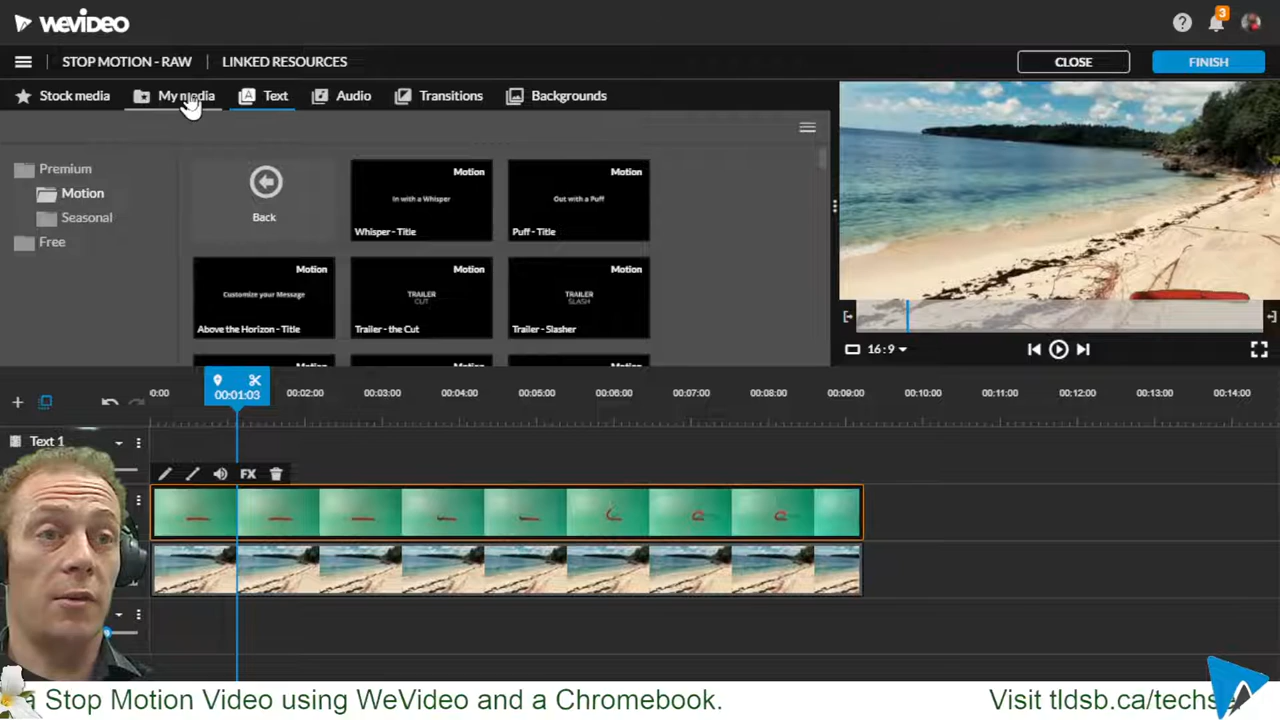 wevideo
3
STOP MOTION - RAW LINKED RESOURCES CLOSE FINISH
Stock media My media Text Audio Transitions Backgrounds
Premium
Motion
Seasonal
Free
Back
Motion
In with a Whisper
Whisper - Title
Motion
Out with a Puff
Puff - Title
Motion
Customize your Message
Above the Horizon - Title
Motion
TRAILER
CUT
Trailer - the Cut
Motion
TRAILER
SLASH
Trailer - Slasher
16:9
0:00 00:01:03 00:02:00 00:03:00 00:04:00 00:05:00 00:06:00 00:07:00 00:08:00 00:09:00 00:10:00 00:11:00 00:12:00 00:13:00 00:14:00
Text 1
FX
a Stop Motion Video using WeVideo and a Chromebook. Visit tldsb.ca/techse